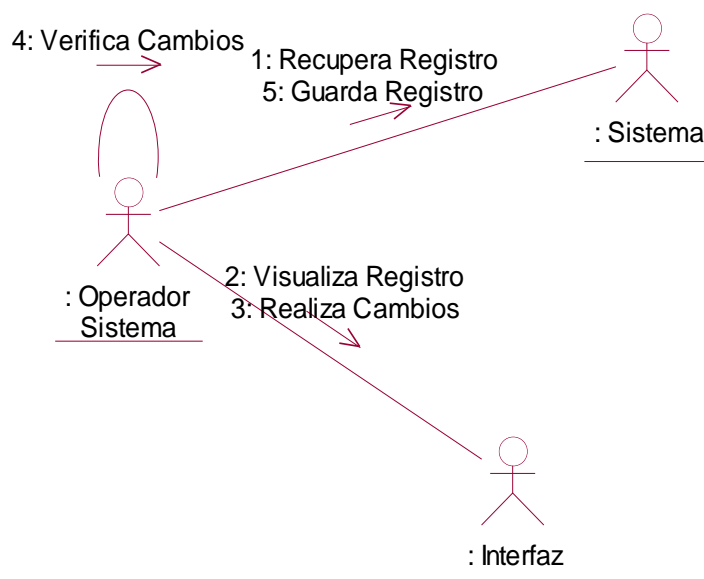 4: Verifica Cambios
1: Recupera Registro
5: Guarda Registro
: Sistema
2: Visualiza Registro
3: Realiza Cambios
: Operador
Sistema
: Interfaz